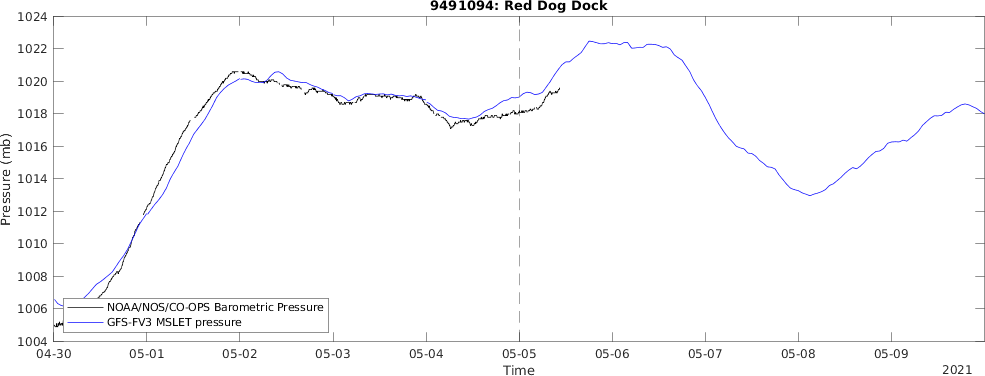 9491094: Red Dog Dock
1024
1022
1020
1018
1016
1014
1012
1010
1008
1006
1004
Pressure (mb)
NOAA/NOS/CO-OPS Barometric Pressure
GFS-FV3 MSLET pressure
04-30 05-01 05-02 05-03 05-04 05-05 05-06 05-07 05-08 05-09
Time
2021